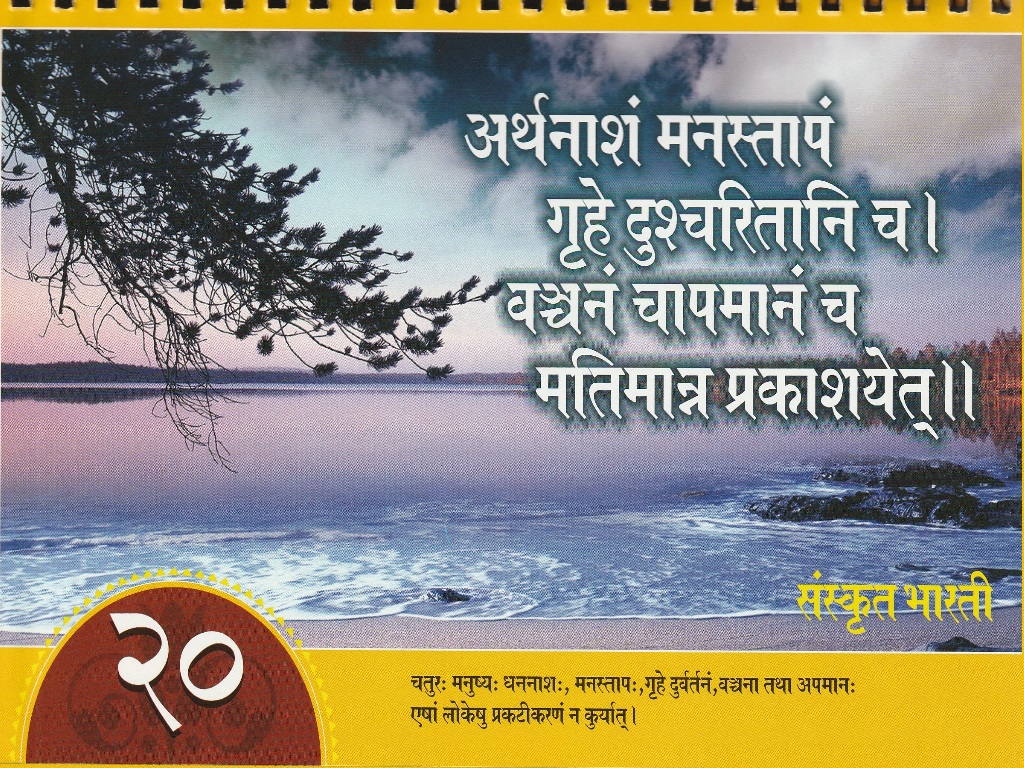 अर्थनाशं मनस्तापं
गृहे दुश्चरितानि च।
वञ्चनं चापमानं च
मतिमान्न प्रकाशयेत्।।
संस्कृत भारती
२०
चतुरः मनुष्यः धननाशः, मनस्तापः,गृहे दुर्वर्तनं,वञ्चना तथा अपमानः
एषां लोकेषु प्रकटीकरणं न कुर्यात्।